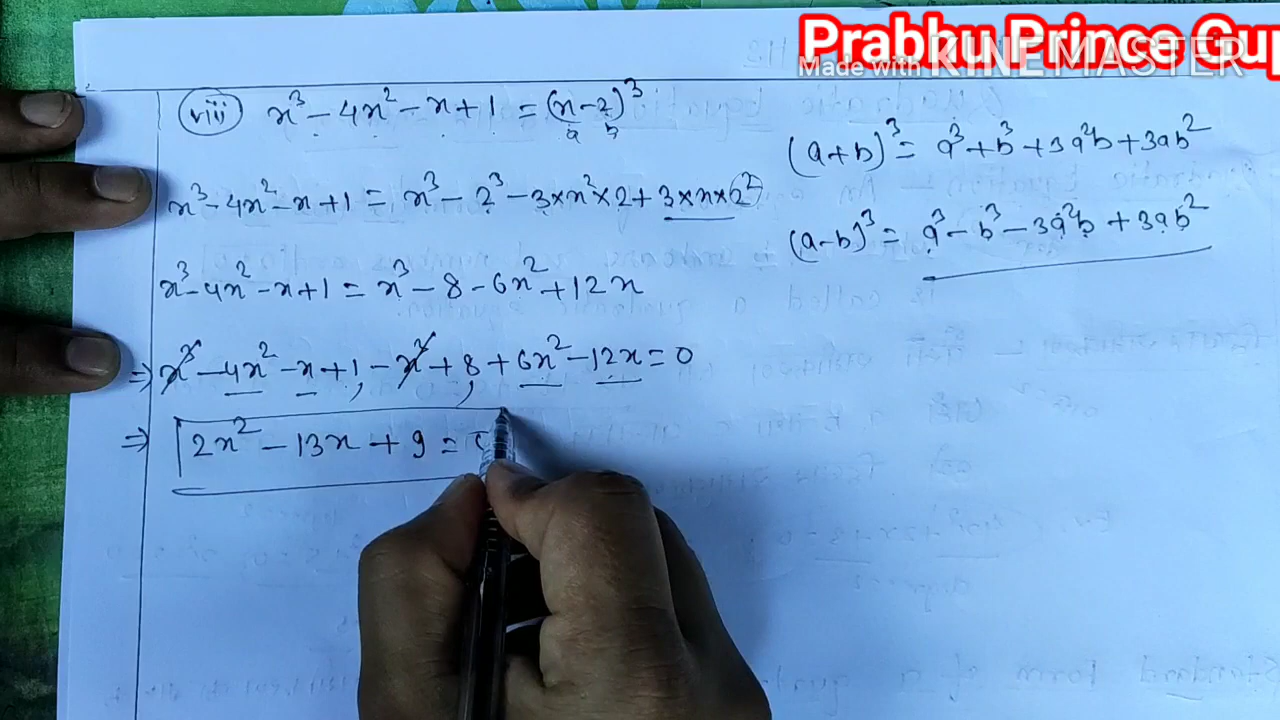 Prabhu Prince Gup
Made with KINEMASTER
viii) x³ - 4x² - x + 1 = (x - 2)³
a b
(a+b)³ = a³ + b³ + 3a²b + 3ab²
x³ - 4x² - x + 1 = x³ - 2³ - 3×x²×2 + 3×x×2²
(a-b)³ = a³ - b³ - 3a²b + 3ab²
x³ - 4x² - x + 1 = x³ - 8 - 6x² + 12x
⇒ x³ - 4x² - x + 1 - x³ + 8 + 6x² - 12x = 0
⇒ 2x² - 13x + 9 = 0